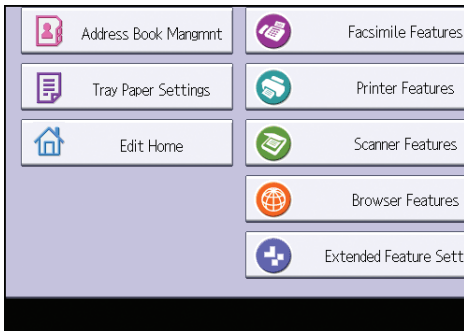 Address Book Mangmnt
Facsimile Features
Tray Paper Settings
Printer Features
Edit Home
Scanner Features
Browser Features
Extended Feature Sett